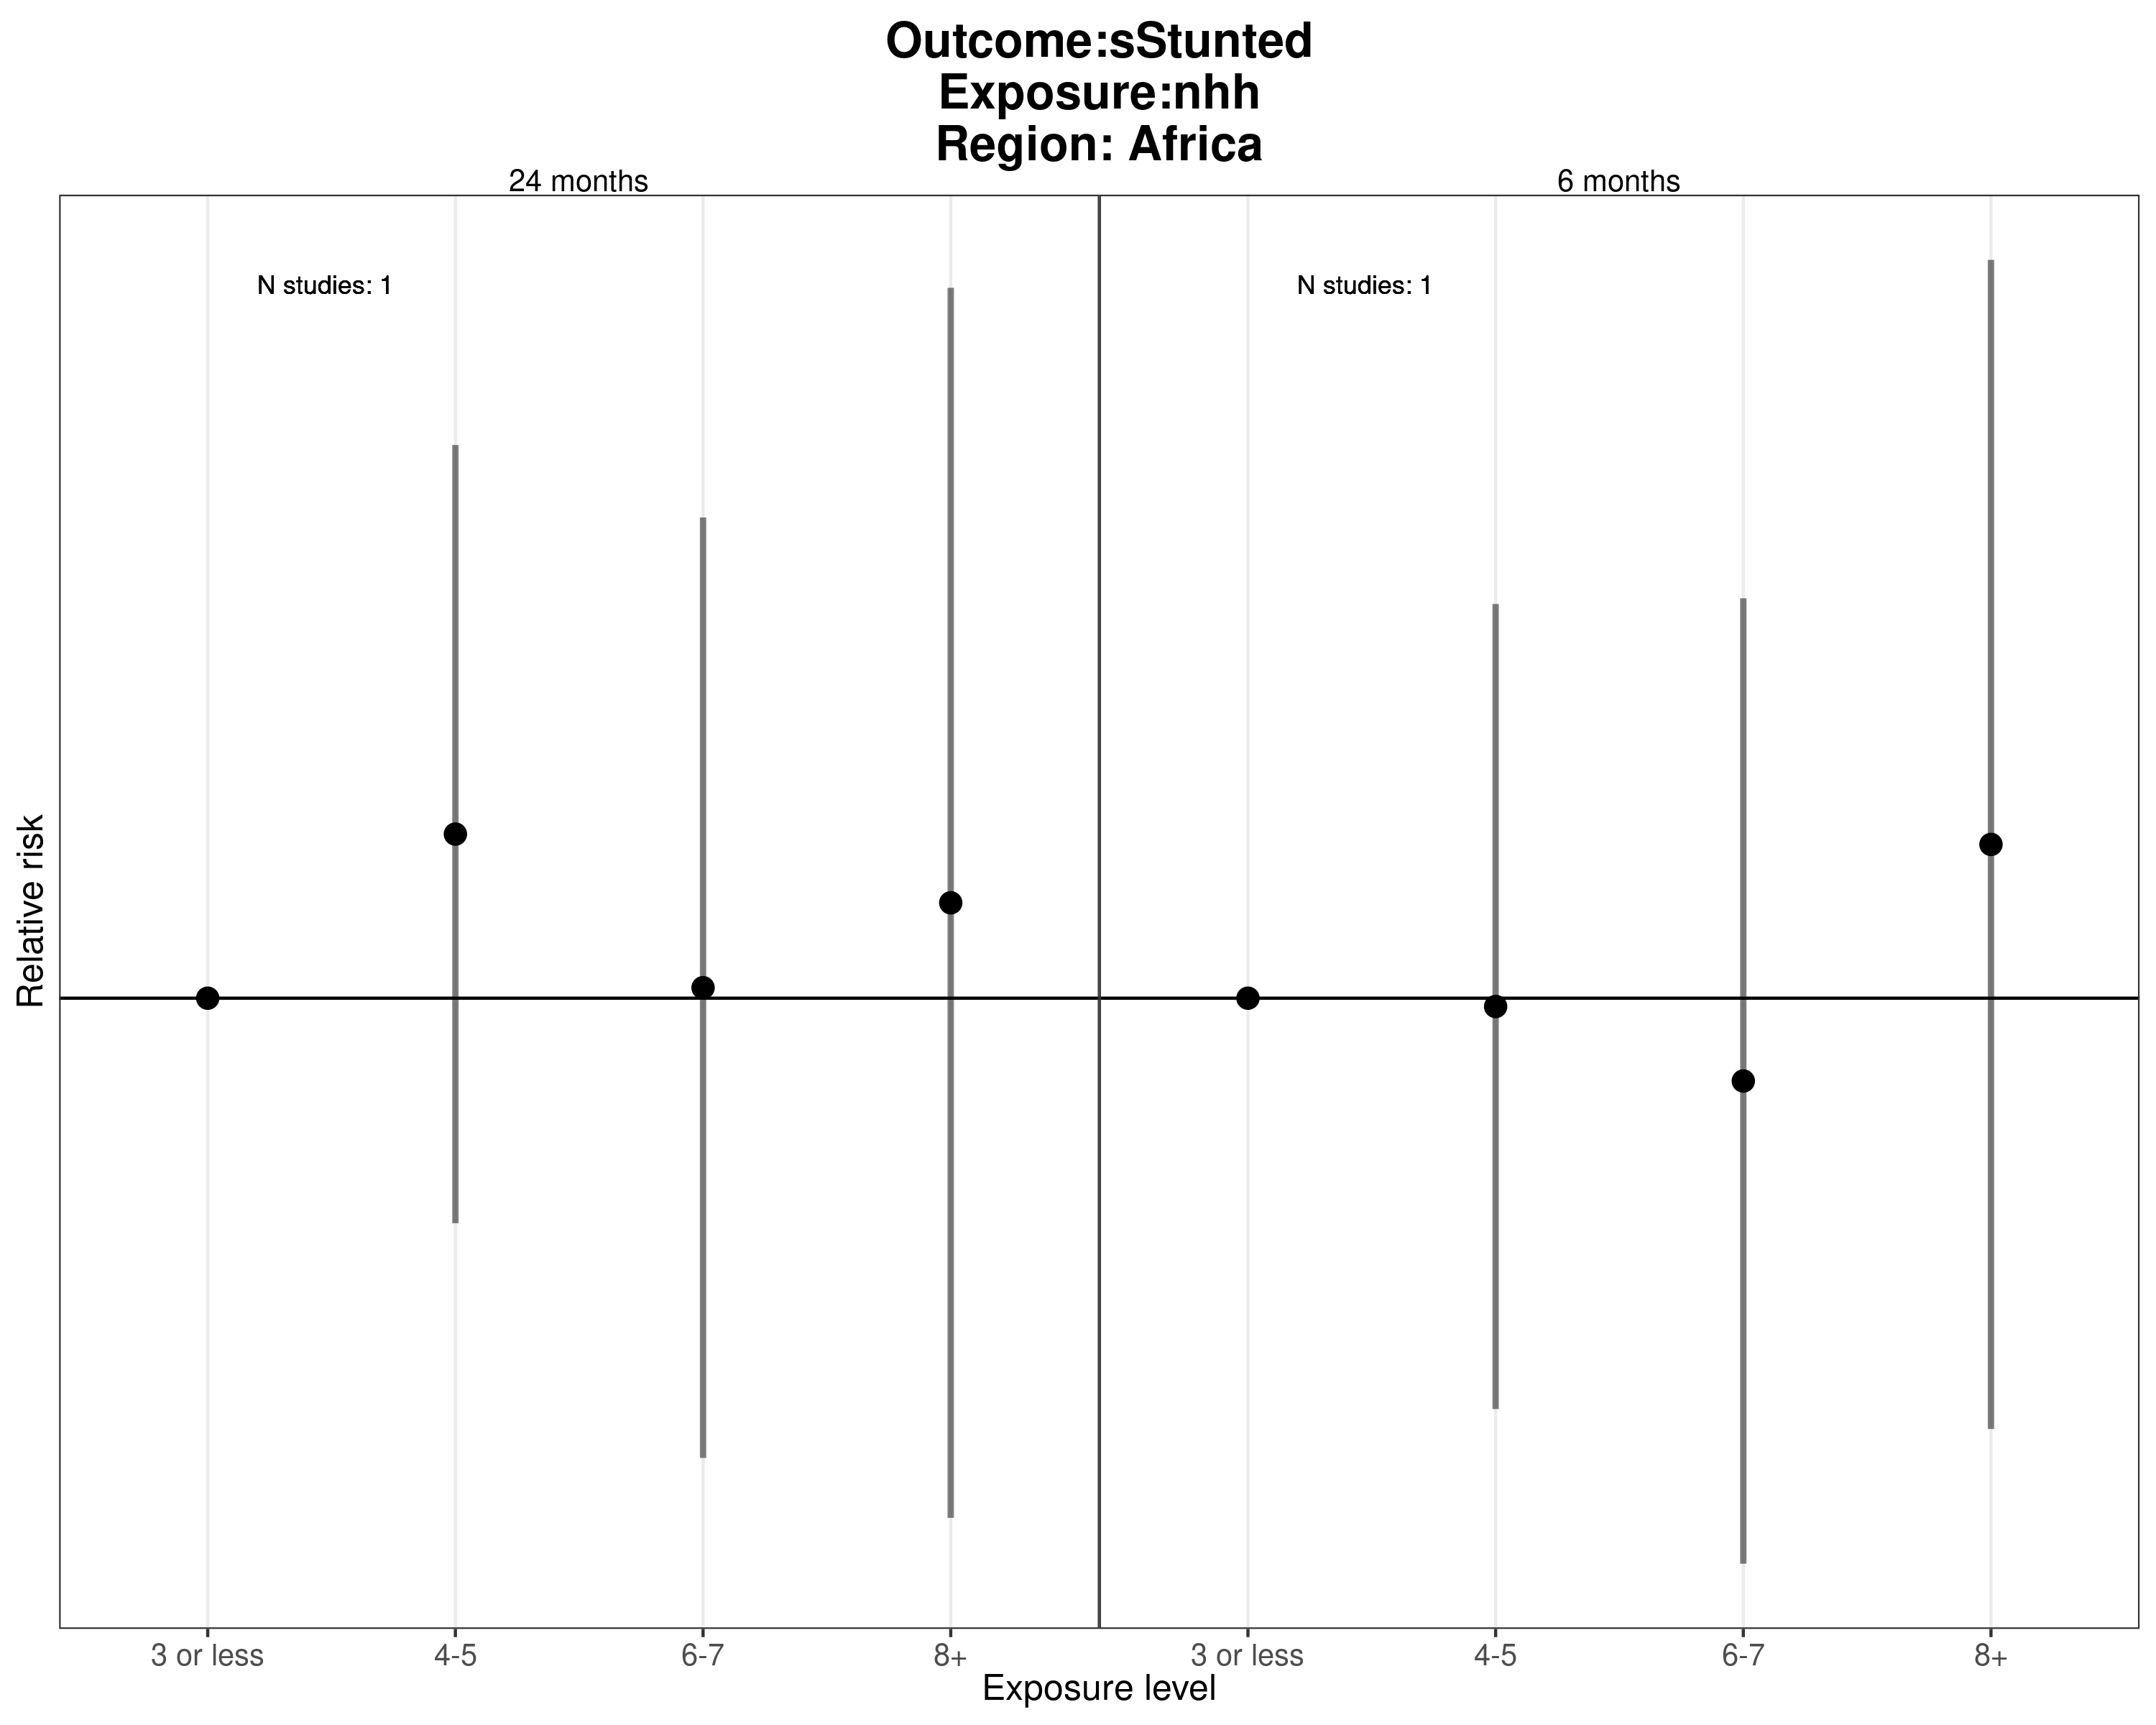 Outcome:sStunted
Exposure:nhh
Region: Africa
24 months
6 months
N studies: 1
N studies: 1
Relative risk
3 or less
4-5
6-7
8+
3 or less
4-5
6-7
8+
Exposure level